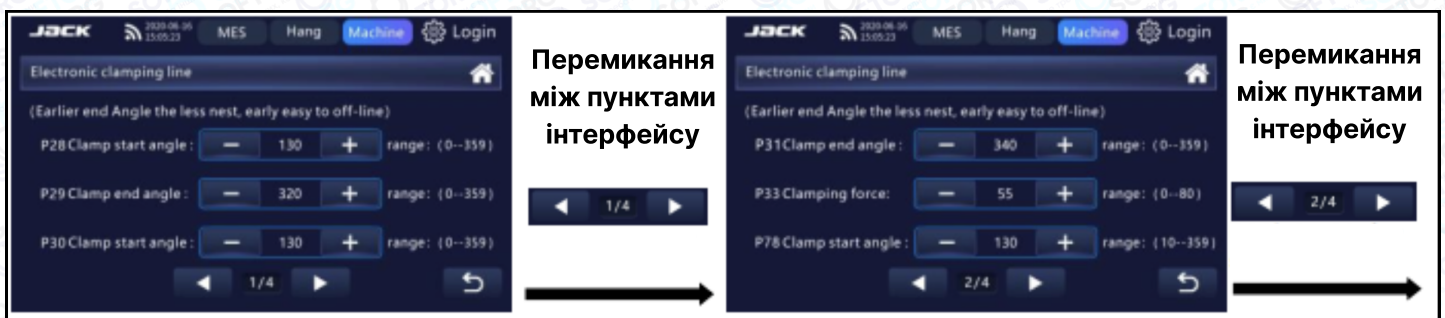 JACK 2020-06-16 15:05:23 MES Hang Machine Login
Electronic clamping line
(Earlier end Angle the less nest, early easy to off-line)
P28 Clamp start angle : — 130 + range: (0--359)
P29 Clamp end angle : — 320 + range: (0--359)
P30 Clamp start angle : — 130 + range: (0--359)
1/4
Перемикання
між пунктами
інтерфейсу
1/4
JACK 2020-06-16 15:05:23 MES Hang Machine Login
Electronic clamping line
(Earlier end Angle the less nest, early easy to off-line)
P31Clamp end angle : — 340 + range: (0--359)
P33 Clamping force: — 55 + range: (0--80)
P78 Clamp start angle : — 130 + range: (10--359)
2/4
Перемикання
між пунктами
інтерфейсу
2/4